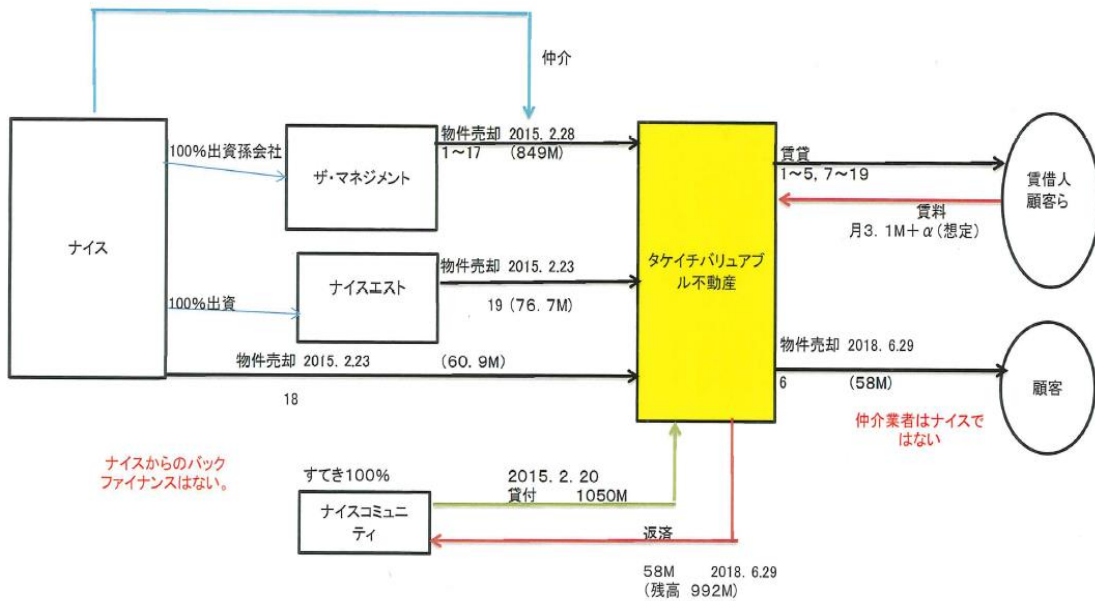 仲介
ナイス
100%出資孫会社
ザ・マネジメント
物件売却 2015.2.28
1～17 (849M)
賃貸
1～5, 7～19
賃借人
顧客ら
賃料
月3.1M+α(想定)
タケイチバリュアブ
ル不動産
100%出資
ナイスエスト
物件売却 2015.2.23
19 (76.7M)
物件売却 2015.2.23 (60.9M)
18
物件売却 2018.6.29
6 (58M)
顧客
仲介業者はナイスで
はない
ナイスからのバック
ファイナンスはない。
すてき100%
ナイスコミュニ
ティ
2015.2.20
貸付 1050M
返済
58M 2018.6.29
(残高 992M)